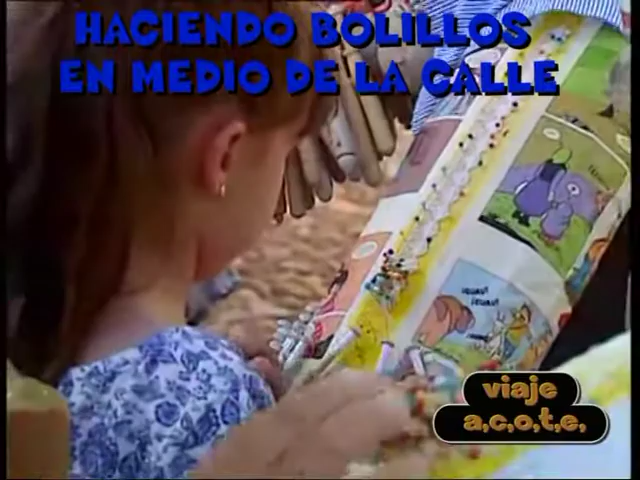 HACIENDO BOLILLOS
EN MEDIO DE LA CALLE
viaje
a,c,o,t,e,